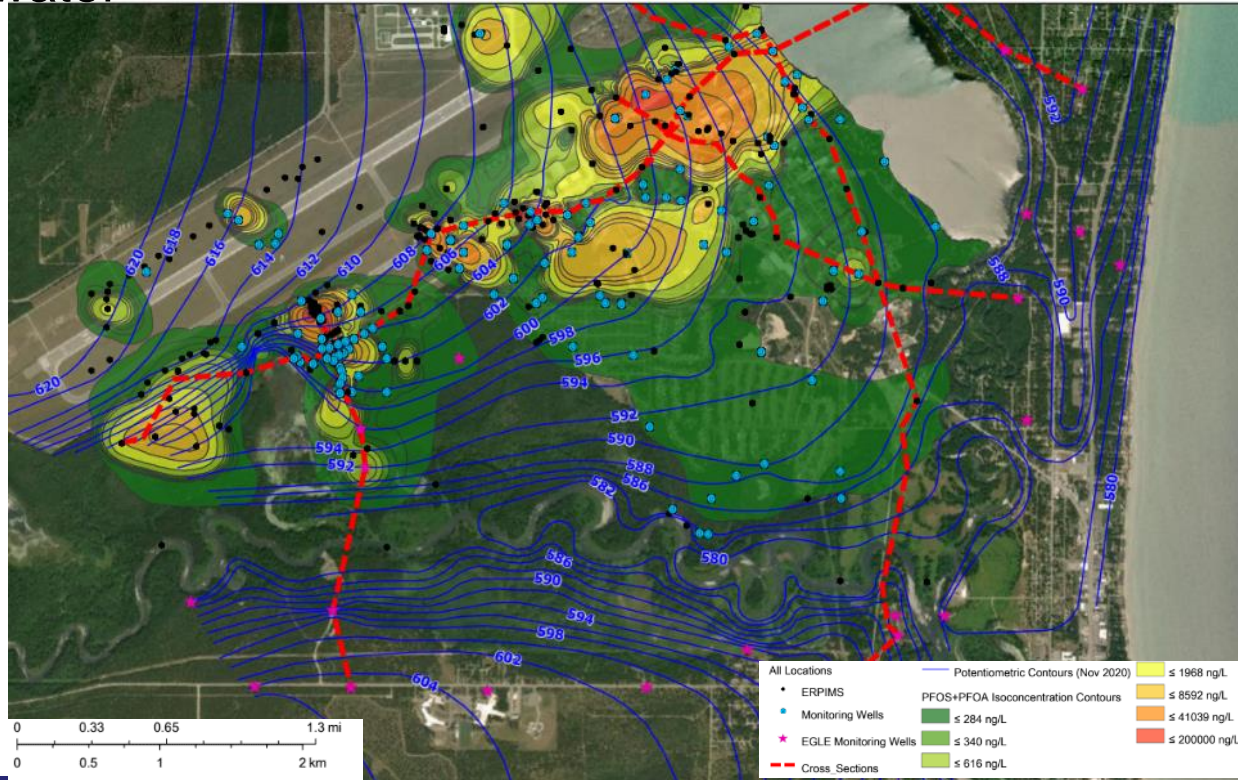 592
620
618
616
614
612
610
608
606
604
602
600
598
596
594
592
590
588
586
582
580
588
590
580
620
594
592
586
590
594
598
602
604
0 0.33 0.65 1.3 mi
0 0.5 1 2 km
All Locations
ERPIMS
Monitoring Wells
EGLE Monitoring Wells
Cross_Sections
Potentiometric Contours (Nov 2020)
PFOS+PFOA Isoconcentration Contours
≤ 284 ng/L
≤ 340 ng/L
≤ 616 ng/L
≤ 1968 ng/L
≤ 8592 ng/L
≤ 41039 ng/L
≤ 200000 ng/L